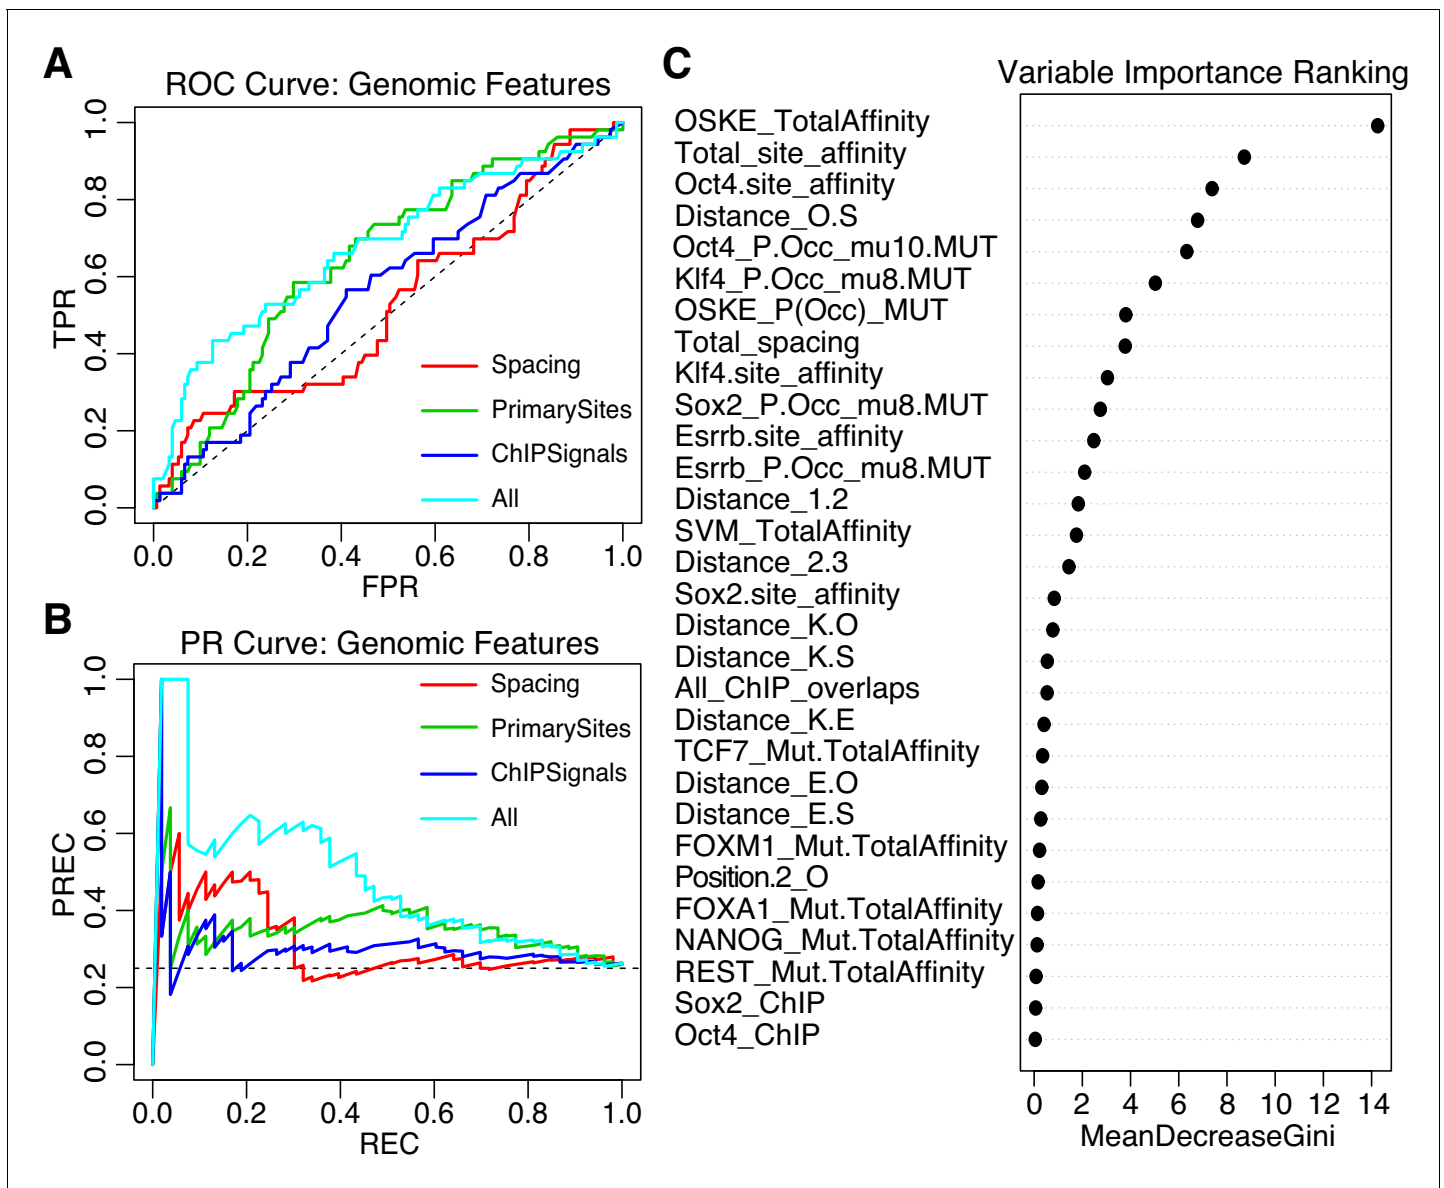 A
ROC Curve: Genomic Features
TPR
0.0 0.2 0.4 0.6 0.8 1.0
Spacing
PrimarySites
ChIPSignals
All
0.0 0.2 0.4 0.6 0.8 1.0
FPR
B
PR Curve: Genomic Features
PREC
0.0 0.2 0.4 0.6 0.8 1.0
Spacing
PrimarySites
ChIPSignals
All
0.0 0.2 0.4 0.6 0.8 1.0
REC
C
Variable Importance Ranking
OSKE_TotalAffinity
Total_site_affinity
Oct4.site_affinity
Distance_O.S
Oct4_P.Occ_mu10.MUT
Klf4_P.Occ_mu8.MUT
OSKE_P(Occ)_MUT
Total_spacing
Klf4.site_affinity
Sox2_P.Occ_mu8.MUT
Esrrb.site_affinity
Esrrb_P.Occ_mu8.MUT
Distance_1.2
SVM_TotalAffinity
Distance_2.3
Sox2.site_affinity
Distance_K.O
Distance_K.S
All_ChIP_overlaps
Distance_K.E
TCF7_Mut.TotalAffinity
Distance_E.O
Distance_E.S
FOXM1_Mut.TotalAffinity
Position.2_O
FOXA1_Mut.TotalAffinity
NANOG_Mut.TotalAffinity
REST_Mut.TotalAffinity
Sox2_ChIP
Oct4_ChIP
0 2 4 6 8 10 12 14
MeanDecreaseGini